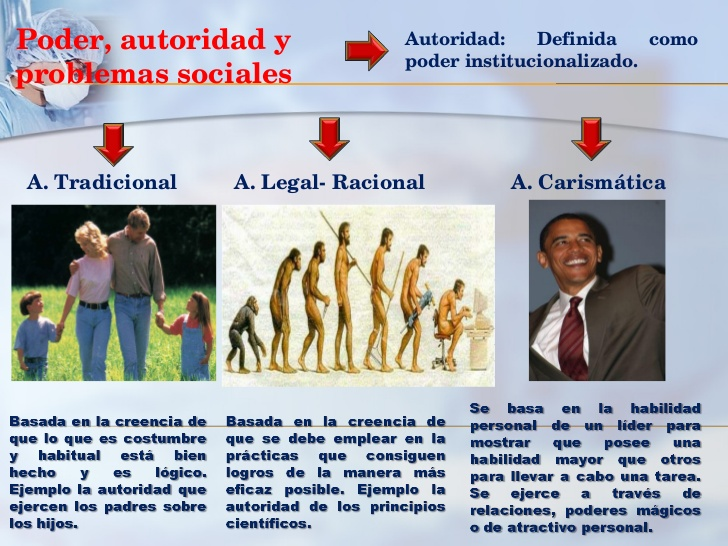 Poder, autoridad y
problemas sociales
Autoridad: Definida como
poder institucionalizado.
A. Tradicional
A. Legal- Racional
A. Carismática
Basada en la creencia de
que lo que es costumbre
y habitual está bien
hecho y es lógico.
Ejemplo la autoridad que
ejercen los padres sobre
los hijos.
Basada en la creencia de
que se debe emplear en la
prácticas que consiguen
logros de la manera más
eficaz posible. Ejemplo la
autoridad de los principios
científicos.
Se basa en la habilidad
personal de un líder para
mostrar que posee una
habilidad mayor que otros
para llevar a cabo una tarea.
Se ejerce a través de
relaciones, poderes mágicos
o de atractivo personal.